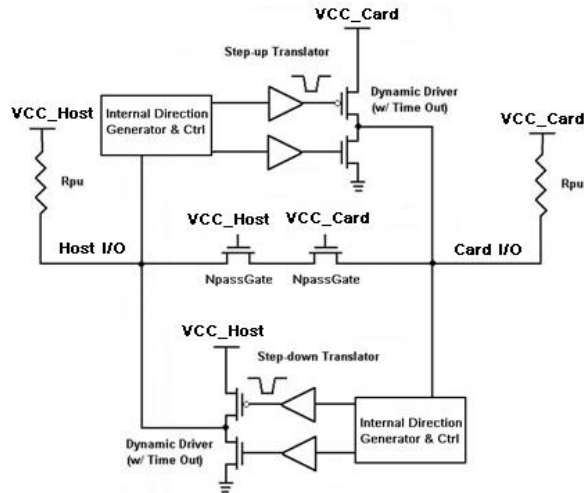 VCC_Card
Step-up Translator
Dynamic Driver
(w/ Time Out)
VCC_Host
Internal Direction
Generator & Ctrl
VCC_Card
Rpu
Rpu
VCC_Host
VCC_Card
Host I/O
Card I/O
NpassGate
NpassGate
VCC_Host
Step-down Translator
Internal Direction
Generator & Ctrl
Dynamic Driver
(w/ Time Out)